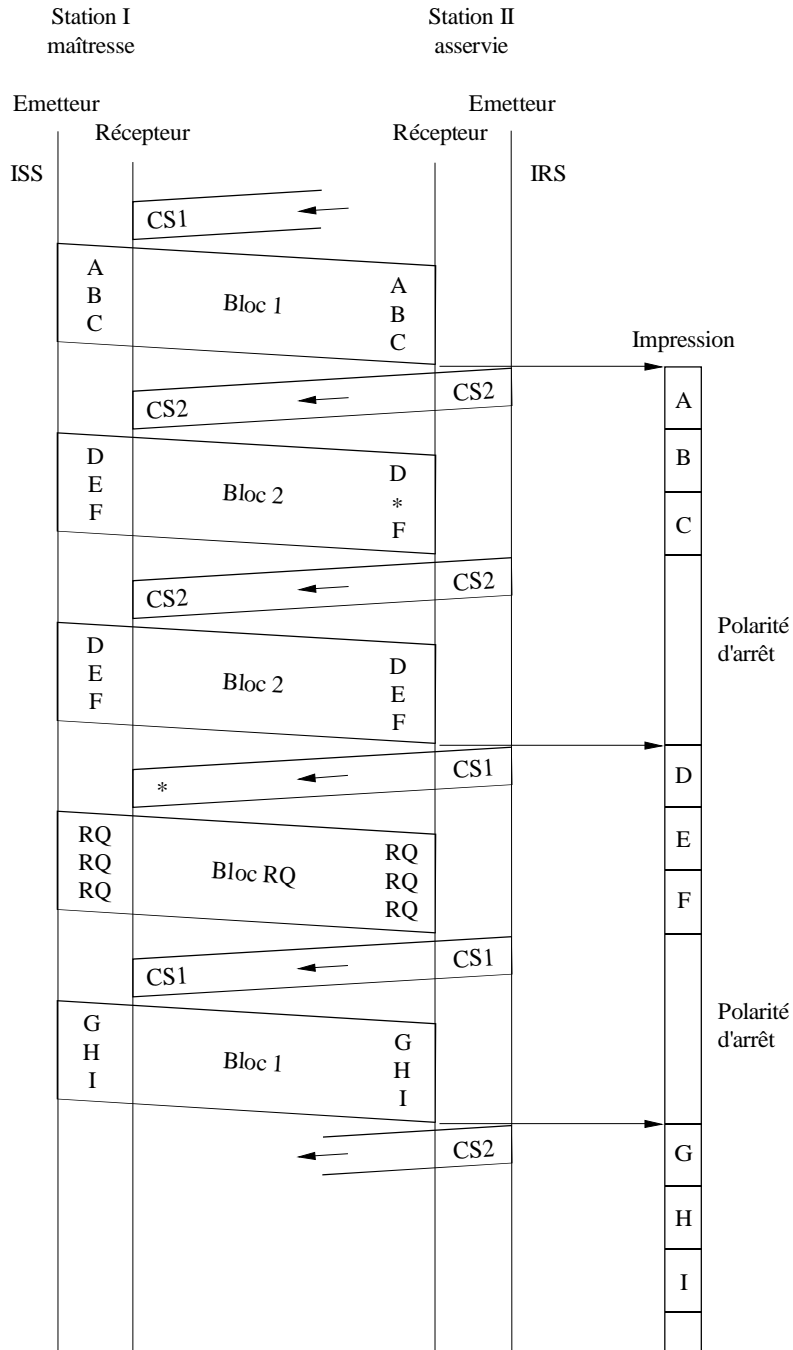 Station I
maîtresse
Station II
asservie
Emetteur
Récepteur
Récepteur
Emetteur
ISS
IRS
CS1
A
B
C
Bloc 1
A
B
C
Impression
CS2
CS2
A
D
E
F
Bloc 2
D
*
F
B
C
CS2
CS2
D
E
F
Bloc 2
D
E
F
Polarité
d'arrêt
*
CS1
D
RQ
RQ
RQ
Bloc RQ
RQ
RQ
RQ
E
F
CS1
CS1
G
H
I
Bloc 1
G
H
I
Polarité
d'arrêt
CS2
G
H
I